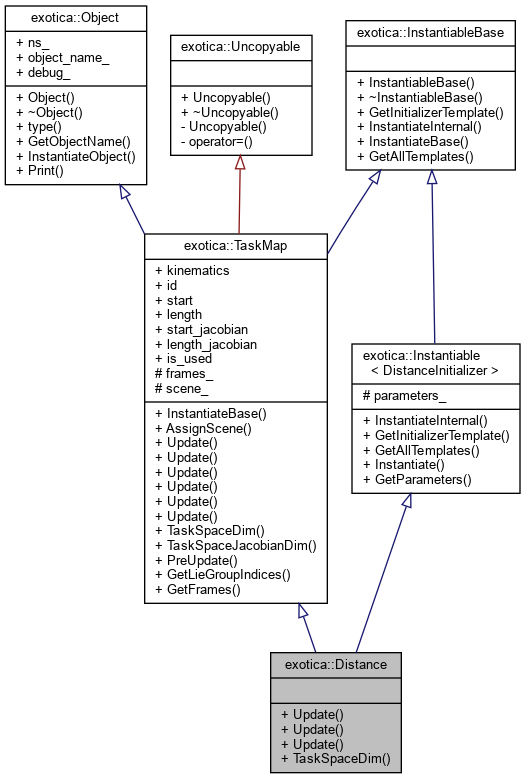 exotica::Object
+ ns_
+ object_name_
+ debug_
+ Object()
+ ~Object()
+ type()
+ GetObjectName()
+ InstantiateObject()
+ Print()
exotica::Uncopyable
+ Uncopyable()
+ ~Uncopyable()
- Uncopyable()
- operator=()
exotica::InstantiableBase
+ InstantiableBase()
+ ~InstantiableBase()
+ GetInitializerTemplate()
+ InstantiateInternal()
+ InstantiateBase()
+ GetAllTemplates()
exotica::TaskMap
+ kinematics
+ id
+ start
+ length
+ start_jacobian
+ length_jacobian
+ is_used
# frames_
# scene_
+ InstantiateBase()
+ AssignScene()
+ Update()
+ Update()
+ Update()
+ Update()
+ Update()
+ Update()
+ TaskSpaceDim()
+ TaskSpaceJacobianDim()
+ PreUpdate()
+ GetLieGroupIndices()
+ GetFrames()
exotica::Instantiable
< DistanceInitializer >
# parameters_
+ InstantiateInternal()
+ GetInitializerTemplate()
+ GetAllTemplates()
+ Instantiate()
+ GetParameters()
exotica::Distance
+ Update()
+ Update()
+ Update()
+ TaskSpaceDim()